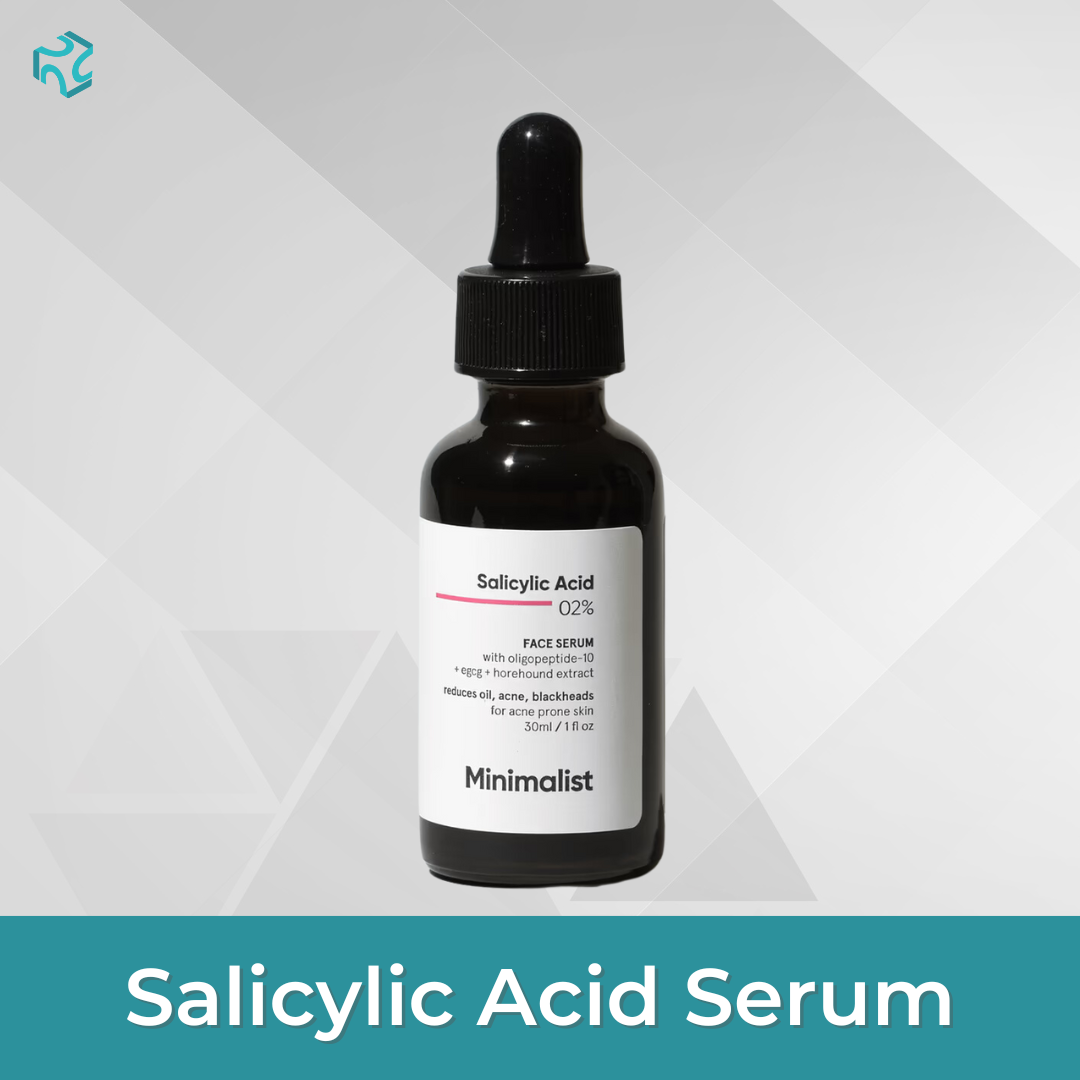 Salicylic Acid
02%
FACE SERUM
with oligopeptide-10
+ egcg + horehound extract
reduces oil, acne, blackheads
for acne prone skin
30ml / 1 fl oz
Minimalist
Salicylic Acid Serum